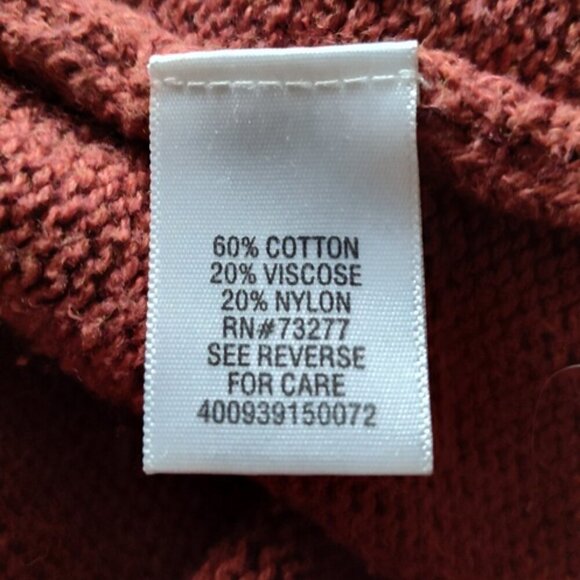 60% COTTON
20% VISCOSE
20% NYLON
RN#73277
SEE REVERSE
FOR CARE
400939150072